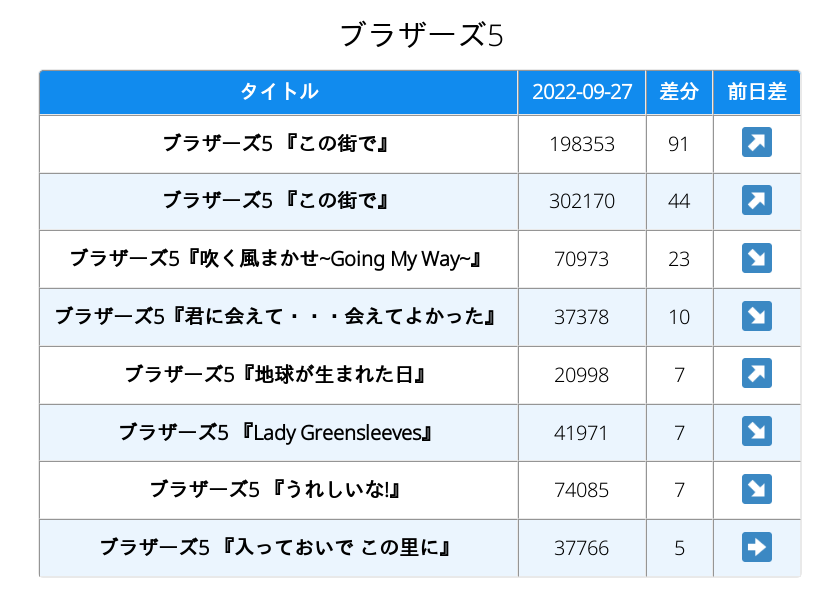 ブラザーズ5
タイトル 2022-09-27 差分 前日差
ブラザーズ5 『この街で』 198353 91 ↗
ブラザーズ5 『この街で』 302170 44 ↗
ブラザーズ5『吹く風まかせ~Going My Way~』 70973 23 ↘
ブラザーズ5『君に会えて・・・会えてよかった』 37378 10 ↘
ブラザーズ5『地球が生まれた日』 20998 7 ↗
ブラザーズ5 『Lady Greensleeves』 41971 7 ↘
ブラザーズ5 『うれしいな!』 74085 7 ↘
ブラザーズ5 『入っておいで この里に』 37766 5 ➡